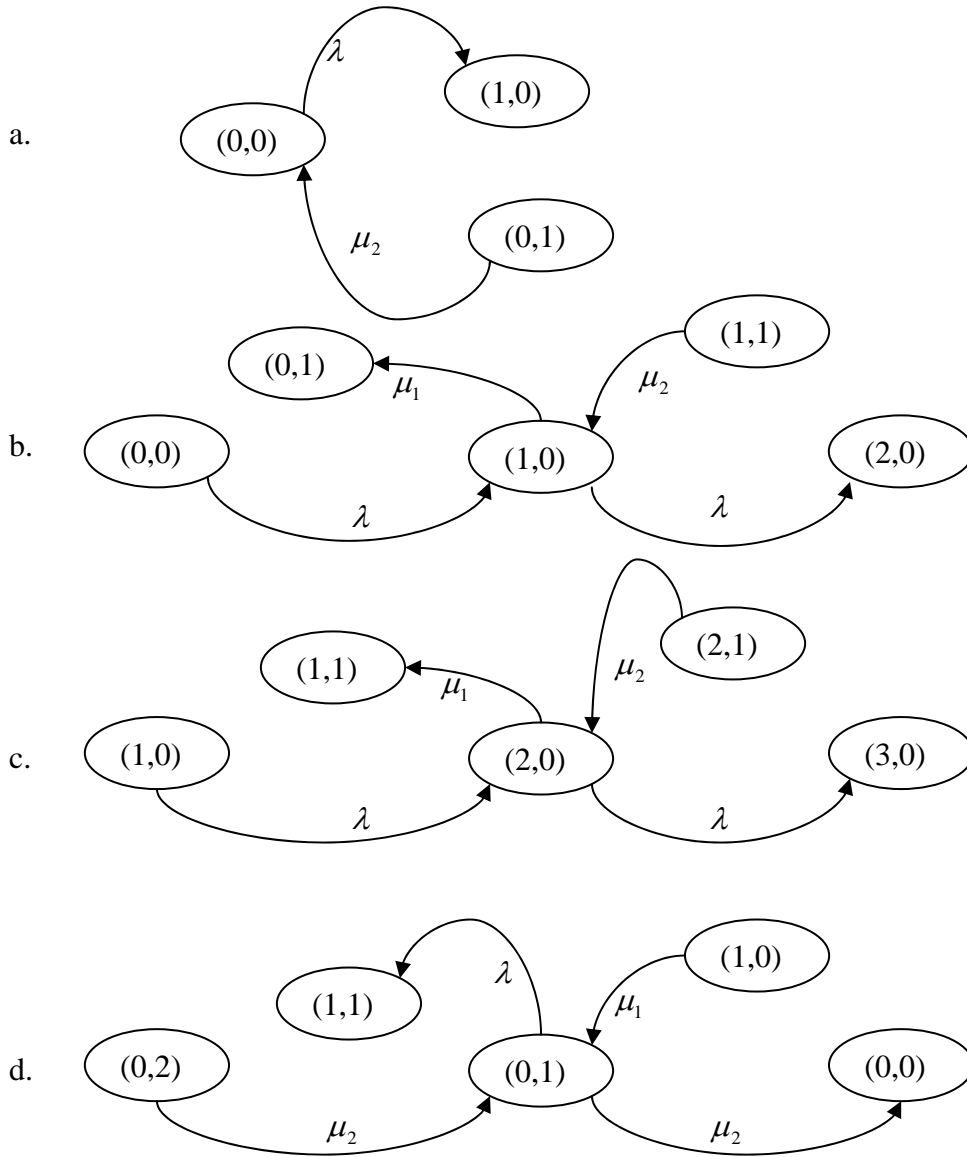 λ
(1,0)
a.
(0,0)
μ₂
(0,1)
(1,1)
(0,1)
μ₁
μ₂
b.
(0,0)
(1,0)
(2,0)
λ
λ
(2,1)
(1,1)
μ₁
μ₂
c.
(1,0)
(2,0)
(3,0)
λ
λ
(1,0)
λ
(1,1)
μ₁
d.
(0,2)
(0,1)
(0,0)
μ₂
μ₂